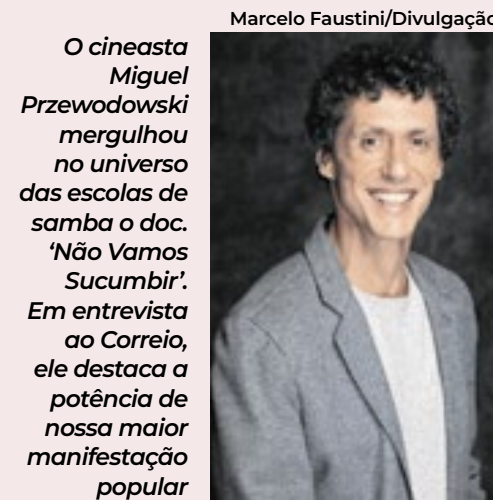 Marcelo Faustini/Divulgação
O cineasta
Miguel
Przewodowski
mergulhou
no universo
das escolas de
samba o doc.
‘Não Vamos
Sucumbir’.
Em entrevista
ao Correio,
ele destaca a
potência de
nossa maior
manifestação
popular